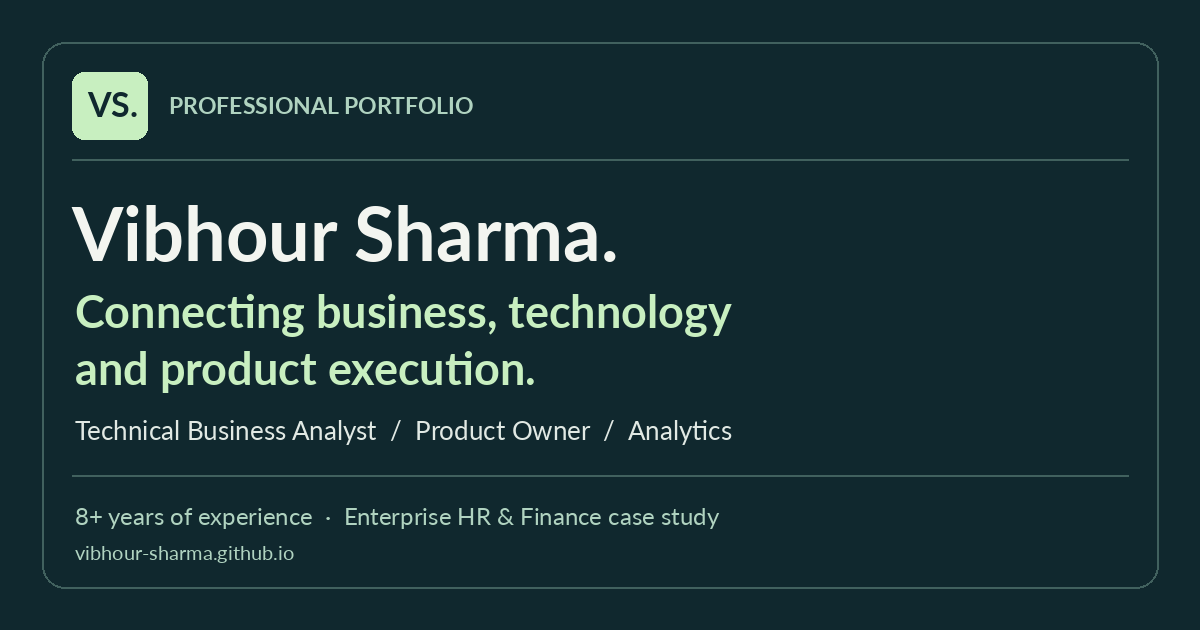 VS.
PROFESSIONAL PORTFOLIO
Vibhour Sharma.
Connecting business, technology
and product execution.
Technical Business Analyst / Product Owner / Analytics
8+ years of experience · Enterprise HR & Finance case study
vibhour-sharma.github.io